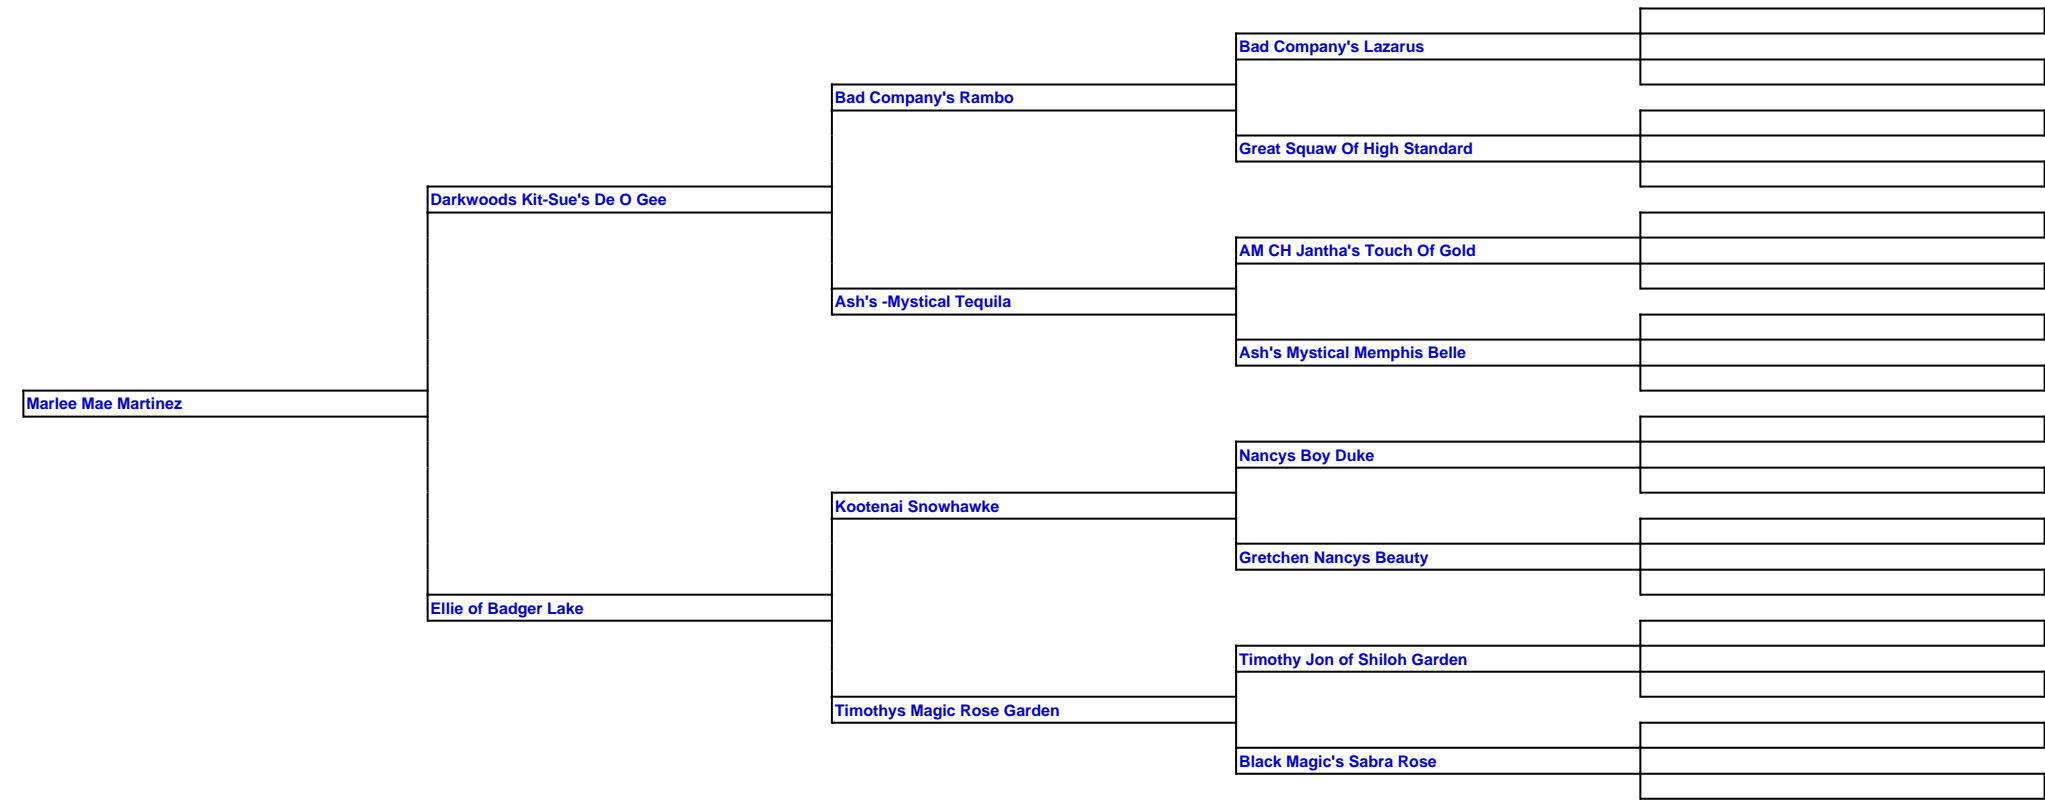 Bad Company's Lazarus
Bad Company's Rambo
Great Squaw Of High Standard
Darkwoods Kit-Sue's De O Gee
AM CH Jantha's Touch Of Gold
Ash's -Mystical Tequila
Ash's Mystical Memphis Belle
Marlee Mae Martinez
Nancys Boy Duke
Kootenai Snowhawke
Gretchen Nancys Beauty
Ellie of Badger Lake
Timothy Jon of Shiloh Garden
Timothys Magic Rose Garden
Black Magic's Sabra Rose